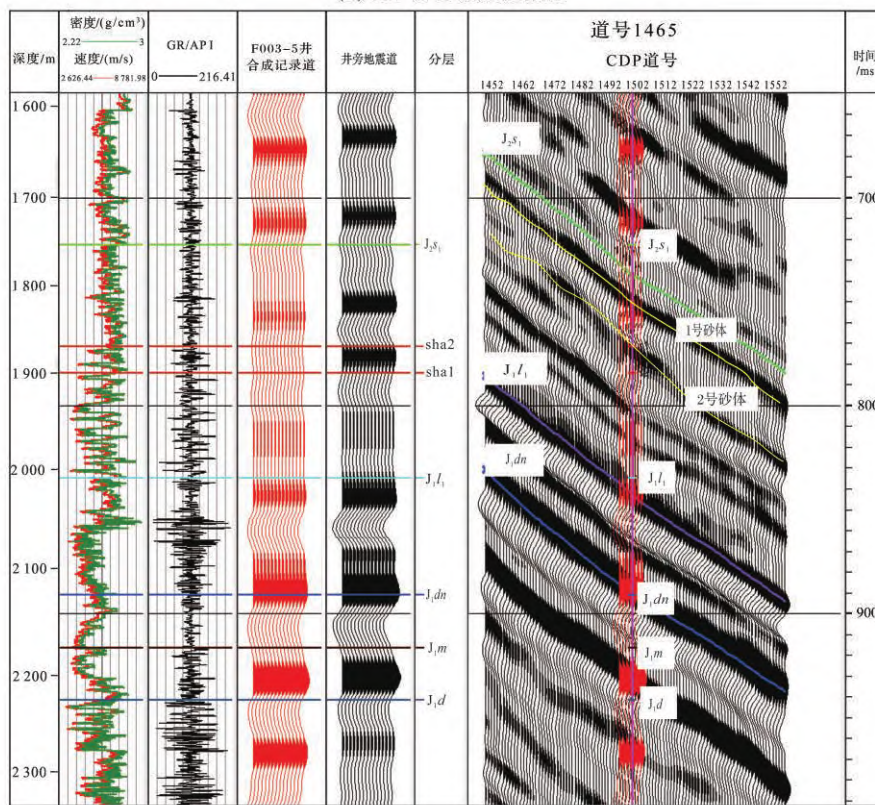 深度/m
密度/(g/cm³)
2.22 3
速度/(m/s)
2 626.44 8 781.98
GR/API
0 216.41
F003-5井
合成记录道
井旁地震道
分层
道号1465
CDP道号
1452 1462 1472 1482 1492 1502 1512 1522 1532 1542 1552
时间
/ms
1 600
1 700
1 800
1 900
2 000
2 100
2 200
2 300
J₂s₁
sha2
sha1
J₁l₁
J₁dn
J₁m
J₁d
J₂s₁
J₂s₁
1号砂体
2号砂体
J₁l₁
J₁l₁
J₁dn
J₁dn
J₁m
J₁d
700
800
900